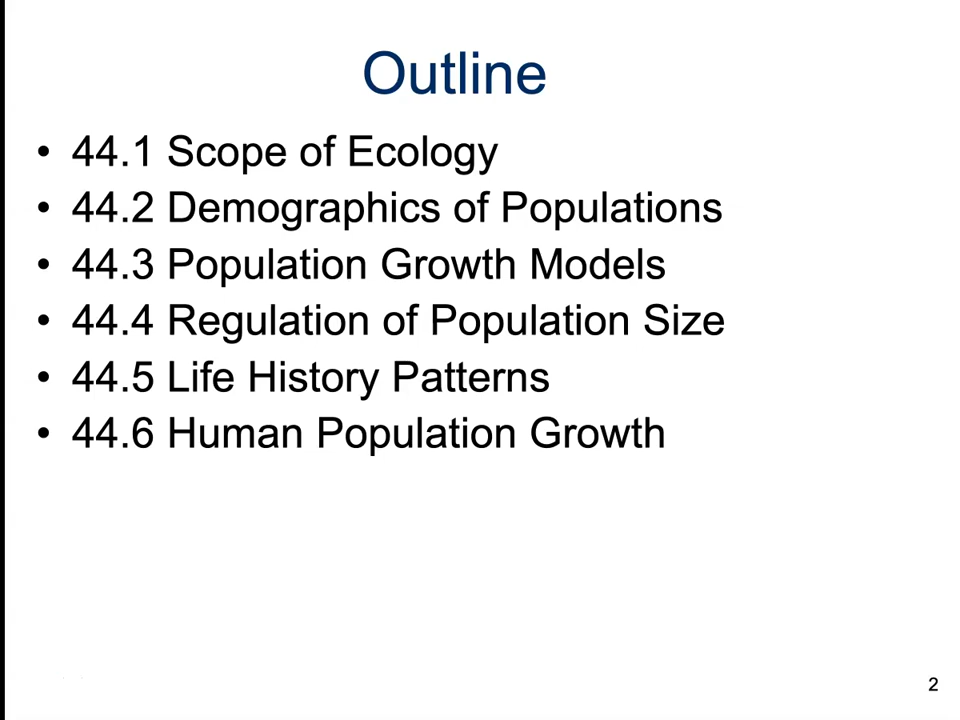 Outline
• 44.1 Scope of Ecology
• 44.2 Demographics of Populations
• 44.3 Population Growth Models
• 44.4 Regulation of Population Size
• 44.5 Life History Patterns
• 44.6 Human Population Growth
2